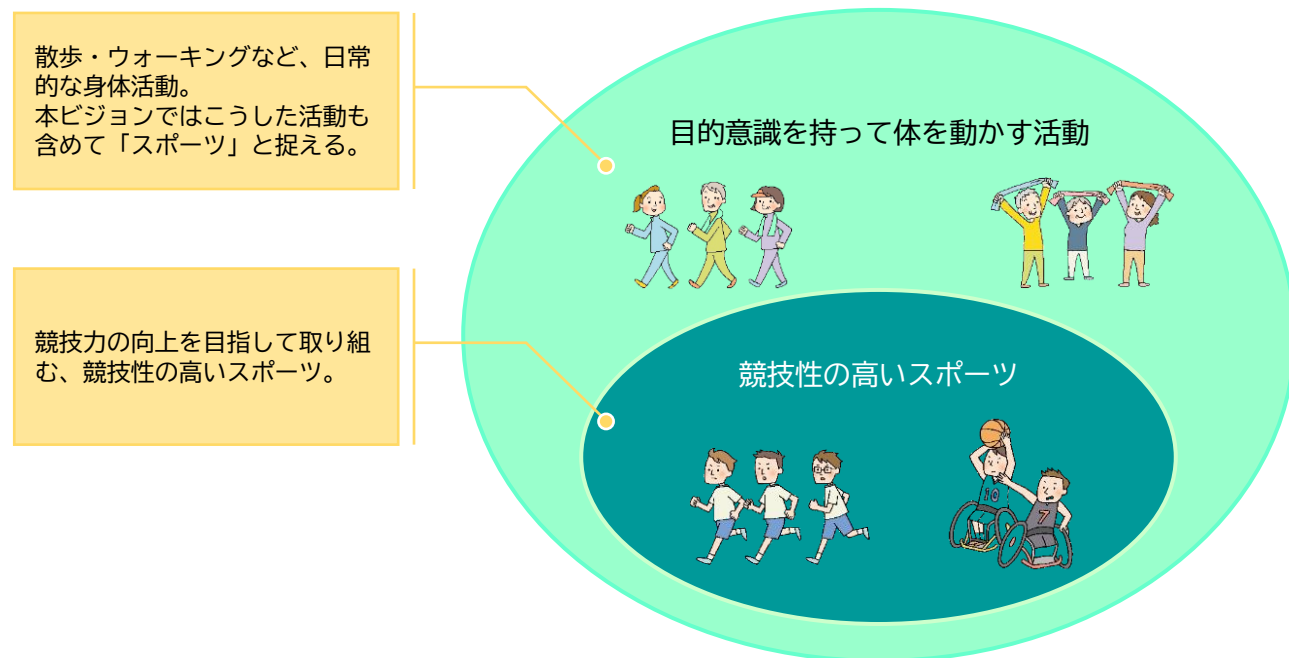 散歩・ウォーキングなど、日常
的な身体活動。
本ビジョンではこうした活動も
含めて「スポーツ」と捉える。
目的意識を持って体を動かす活動
競技力の向上を目指して取り組
む、競技性の高いスポーツ。
競技性の高いスポーツ
10
7